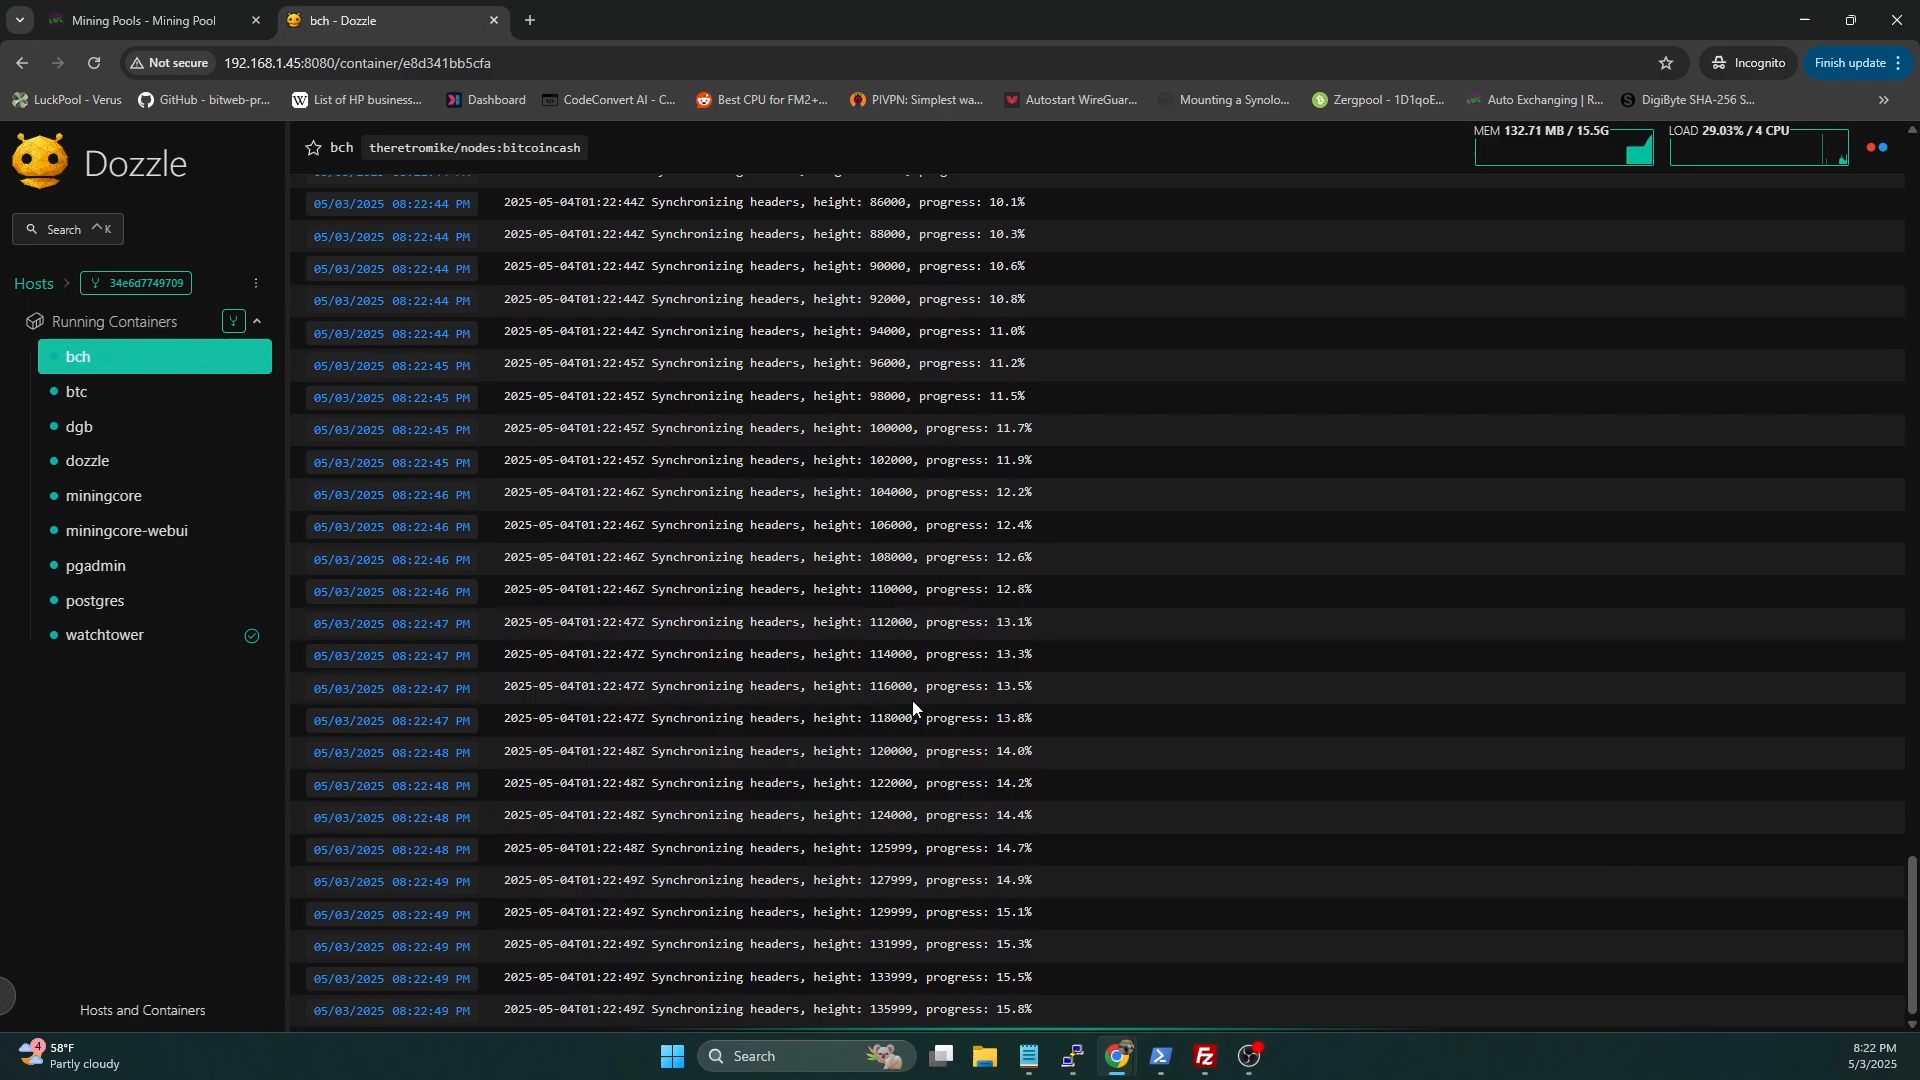 Mining Pools - Mining Pool
bch - Dozzle
Not secure
192.168.1.45:8080/container/e8d341bb5cfa
Incognito
Finish update
LuckPool - Verus
GitHub - bitweb-pr...
List of HP business...
Dashboard
CodeConvert AI - C...
Best CPU for FM2+...
PIVPN: Simplest wa...
Autostart WireGuar...
Mounting a Synolo...
Zergpool - 1D1qoE...
Auto Exchanging | R...
DigiByte SHA-256 S...
Dozzle
bch
theretromike/nodes:bitcoincash
MEM 132.71 MB / 15.5G
LOAD 29.03% / 4 CPU
Search ^K
Hosts
34e6d7749709
Running Containers
bch
btc
dgb
dozzle
miningcore
miningcore-webui
pgadmin
postgres
watchtower
Hosts and Containers
05/03/2025 08:22:44 PM 2025-05-04T01:22:44Z Synchronizing headers, height: 86000, progress: 10.1%
05/03/2025 08:22:44 PM 2025-05-04T01:22:44Z Synchronizing headers, height: 88000, progress: 10.3%
05/03/2025 08:22:44 PM 2025-05-04T01:22:44Z Synchronizing headers, height: 90000, progress: 10.6%
05/03/2025 08:22:44 PM 2025-05-04T01:22:44Z Synchronizing headers, height: 92000, progress: 10.8%
05/03/2025 08:22:44 PM 2025-05-04T01:22:44Z Synchronizing headers, height: 94000, progress: 11.0%
05/03/2025 08:22:45 PM 2025-05-04T01:22:45Z Synchronizing headers, height: 96000, progress: 11.2%
05/03/2025 08:22:45 PM 2025-05-04T01:22:45Z Synchronizing headers, height: 98000, progress: 11.5%
05/03/2025 08:22:45 PM 2025-05-04T01:22:45Z Synchronizing headers, height: 100000, progress: 11.7%
05/03/2025 08:22:45 PM 2025-05-04T01:22:45Z Synchronizing headers, height: 102000, progress: 11.9%
05/03/2025 08:22:46 PM 2025-05-04T01:22:46Z Synchronizing headers, height: 104000, progress: 12.2%
05/03/2025 08:22:46 PM 2025-05-04T01:22:46Z Synchronizing headers, height: 106000, progress: 12.4%
05/03/2025 08:22:46 PM 2025-05-04T01:22:46Z Synchronizing headers, height: 108000, progress: 12.6%
05/03/2025 08:22:46 PM 2025-05-04T01:22:46Z Synchronizing headers, height: 110000, progress: 12.8%
05/03/2025 08:22:47 PM 2025-05-04T01:22:47Z Synchronizing headers, height: 112000, progress: 13.1%
05/03/2025 08:22:47 PM 2025-05-04T01:22:47Z Synchronizing headers, height: 114000, progress: 13.3%
05/03/2025 08:22:47 PM 2025-05-04T01:22:47Z Synchronizing headers, height: 116000, progress: 13.5%
05/03/2025 08:22:47 PM 2025-05-04T01:22:47Z Synchronizing headers, height: 118000, progress: 13.8%
05/03/2025 08:22:48 PM 2025-05-04T01:22:48Z Synchronizing headers, height: 120000, progress: 14.0%
05/03/2025 08:22:48 PM 2025-05-04T01:22:48Z Synchronizing headers, height: 122000, progress: 14.2%
05/03/2025 08:22:48 PM 2025-05-04T01:22:48Z Synchronizing headers, height: 124000, progress: 14.4%
05/03/2025 08:22:48 PM 2025-05-04T01:22:48Z Synchronizing headers, height: 125999, progress: 14.7%
05/03/2025 08:22:49 PM 2025-05-04T01:22:49Z Synchronizing headers, height: 127999, progress: 14.9%
05/03/2025 08:22:49 PM 2025-05-04T01:22:49Z Synchronizing headers, height: 129999, progress: 15.1%
05/03/2025 08:22:49 PM 2025-05-04T01:22:49Z Synchronizing headers, height: 131999, progress: 15.3%
05/03/2025 08:22:49 PM 2025-05-04T01:22:49Z Synchronizing headers, height: 133999, progress: 15.5%
05/03/2025 08:22:49 PM 2025-05-04T01:22:49Z Synchronizing headers, height: 135999, progress: 15.8%
4
58°F
Partly cloudy
Search
8:22 PM
5/3/2025